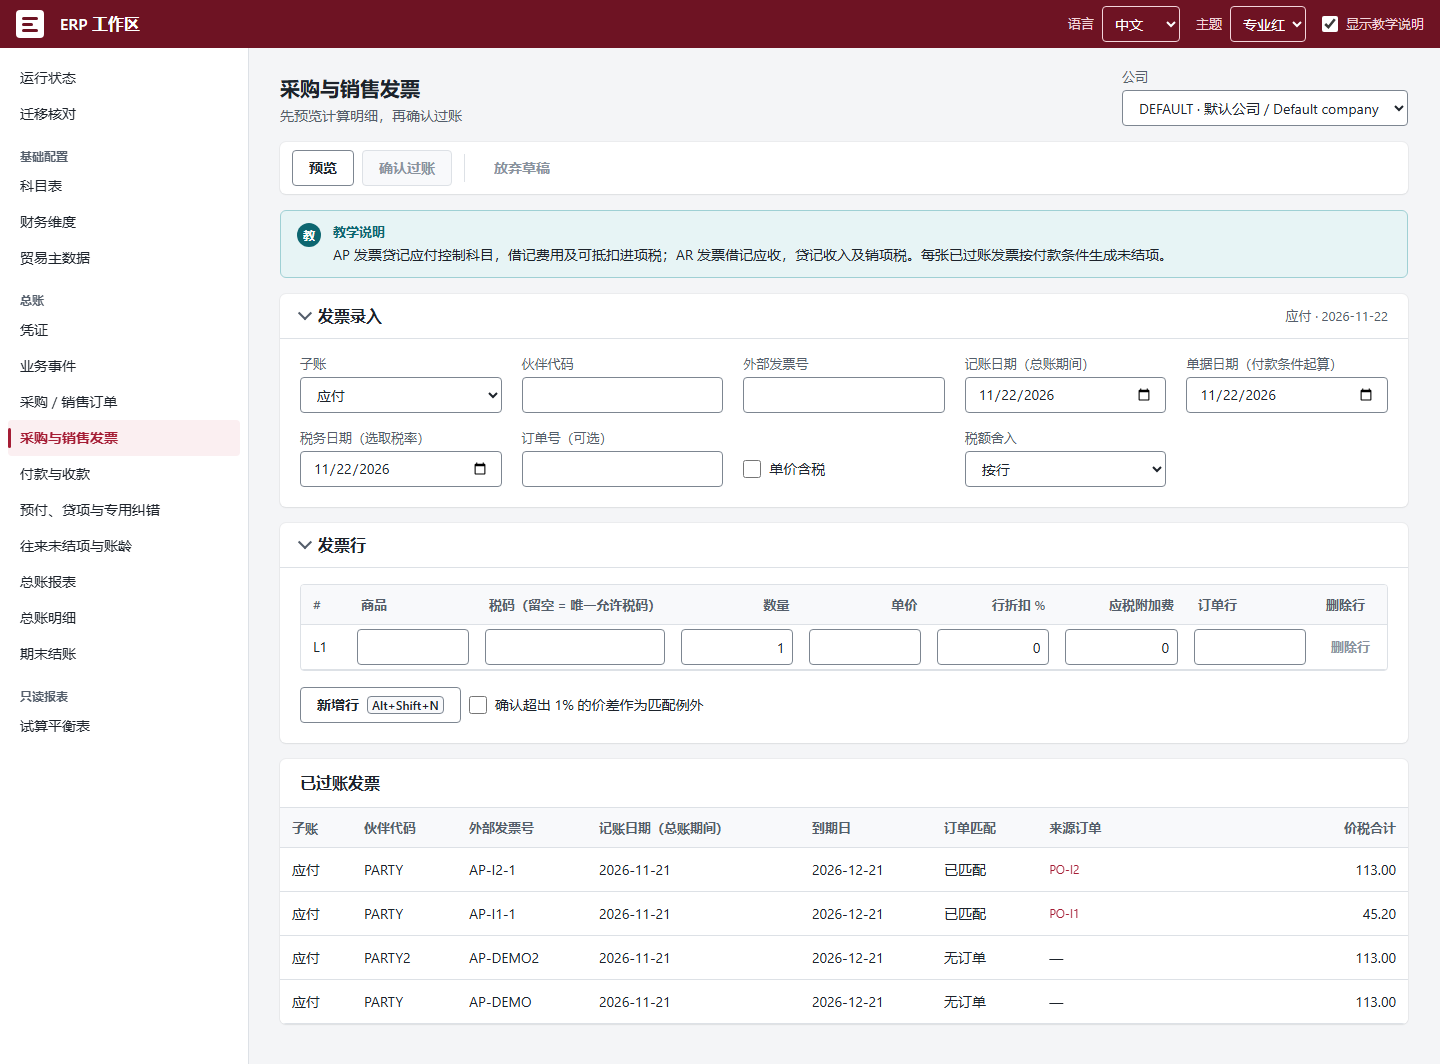 ERP 工作区
语言 中文 主题 专业红 显示教学说明
运行状态
迁移核对
基础配置
科目表
财务维度
贸易主数据
总账
凭证
业务事件
采购 / 销售订单
采购与销售发票
付款与收款
预付、贷项与专用纠错
往来未结项与账龄
总账报表
总账明细
期末结账
只读报表
试算平衡表
采购与销售发票
先预览计算明细，再确认过账
公司
DEFAULT · 默认公司 / Default company
预览 确认过账 放弃草稿
教 教学说明
AP 发票贷记应付控制科目，借记费用及可抵扣进项税；AR 发票借记应收，贷记收入及销项税。每张已过账发票按付款条件生成未结项。
发票录入 应付 · 2026-11-22
子账 伙伴代码 外部发票号 记账日期（总账期间） 单据日期（付款条件起算）
应付 11/22/2026 11/22/2026
税务日期（选取税率） 订单号（可选） 税额舍入
11/22/2026 单价含税 按行
发票行
# 商品 税码（留空 = 唯一允许税码） 数量 单价 行折扣 % 应税附加费 订单行 删除行
L1 1 0 0 删除行
新增行 Alt+Shift+N 确认超出 1% 的价差作为匹配例外
已过账发票
子账 伙伴代码 外部发票号 记账日期（总账期间） 到期日 订单匹配 来源订单 价税合计
应付 PARTY AP-I2-1 2026-11-21 2026-12-21 已匹配 PO-I2 113.00
应付 PARTY AP-I1-1 2026-11-21 2026-12-21 已匹配 PO-I1 45.20
应付 PARTY2 AP-DEMO2 2026-11-21 2026-12-21 无订单 — 113.00
应付 PARTY AP-DEMO 2026-11-21 2026-12-21 无订单 — 113.00